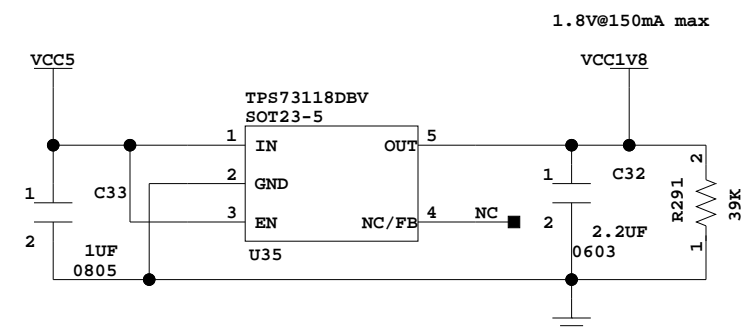 1.8V@150mA max
VCC5
VCC1V8
TPS73118DBV
SOT23-5
1
IN
OUT
5
2
GND
3
EN
NC/FB
4
NC
U35
1
C33
2
1UF
0805
1
C32
2
2.2UF
0603
2
R291
39K
1